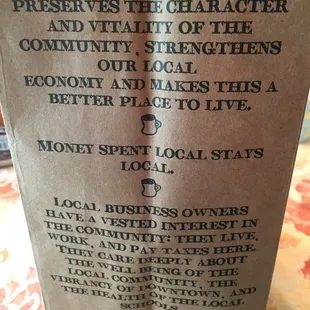 PRESERVES THE CHARACTER
AND VITALITY OF THE
COMMUNITY, STRENGTHENS
OUR LOCAL
ECONOMY AND MAKES THIS A
BETTER PLACE TO LIVE.
MONEY SPENT LOCAL STAYS
LOCAL.
LOCAL BUSINESS OWNERS
HAVE A VESTED INTEREST IN
THE COMMUNITY: THEY LIVE,
WORK, AND PAY TAXES HERE.
THEY CARE DEEPLY ABOUT
THE WELL BEING OF THE
LOCAL COMMUNITY, THE
VIBRANCY OF DOWNTOWN, AND
THE HEALTH OF THE LOCAL
SCHOOLS